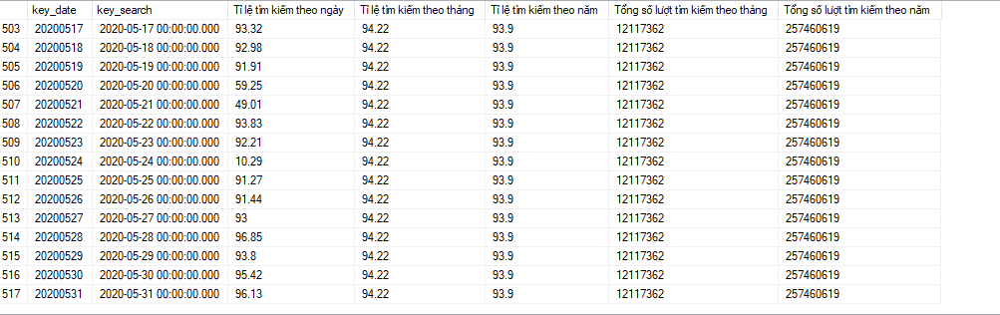 key_date key_search Tỉ lệ tìm kiếm theo ngày Tỉ lệ tìm kiếm theo tháng Tỉ lệ tìm kiếm theo năm Tổng số lượt tìm kiếm theo tháng Tổng số lượt tìm kiếm theo năm
503 20200517 2020-05-17 00:00:00.000 93.32 94.22 93.9 12117362 257460619
504 20200518 2020-05-18 00:00:00.000 92.98 94.22 93.9 12117362 257460619
505 20200519 2020-05-19 00:00:00.000 91.91 94.22 93.9 12117362 257460619
506 20200520 2020-05-20 00:00:00.000 59.25 94.22 93.9 12117362 257460619
507 20200521 2020-05-21 00:00:00.000 49.01 94.22 93.9 12117362 257460619
508 20200522 2020-05-22 00:00:00.000 93.83 94.22 93.9 12117362 257460619
509 20200523 2020-05-23 00:00:00.000 92.21 94.22 93.9 12117362 257460619
510 20200524 2020-05-24 00:00:00.000 10.29 94.22 93.9 12117362 257460619
511 20200525 2020-05-25 00:00:00.000 91.27 94.22 93.9 12117362 257460619
512 20200526 2020-05-26 00:00:00.000 91.44 94.22 93.9 12117362 257460619
513 20200527 2020-05-27 00:00:00.000 93 94.22 93.9 12117362 257460619
514 20200528 2020-05-28 00:00:00.000 96.85 94.22 93.9 12117362 257460619
515 20200529 2020-05-29 00:00:00.000 93.8 94.22 93.9 12117362 257460619
516 20200530 2020-05-30 00:00:00.000 95.42 94.22 93.9 12117362 257460619
517 20200531 2020-05-31 00:00:00.000 96.13 94.22 93.9 12117362 257460619